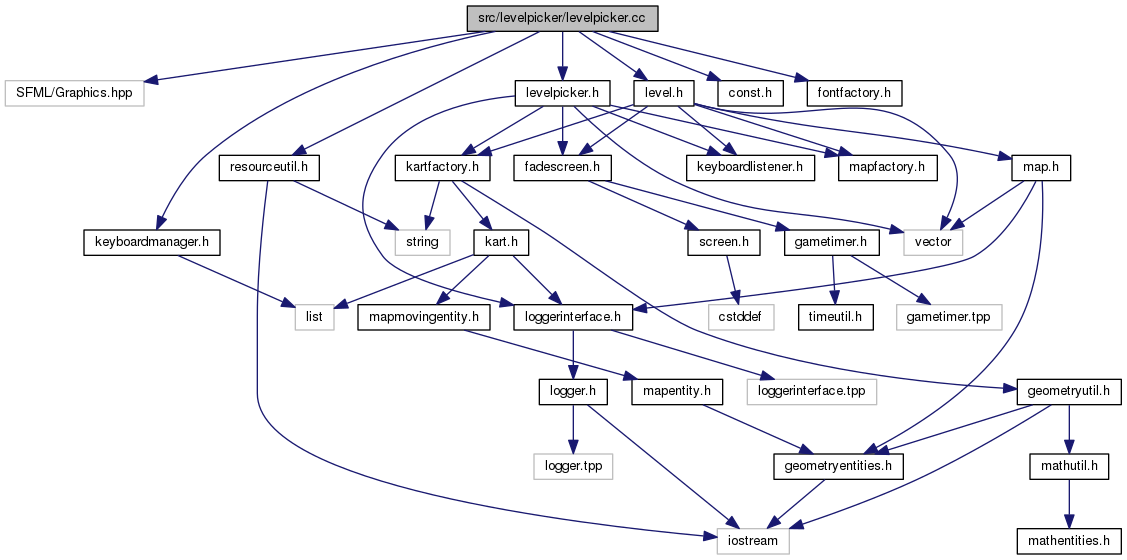 src/levelpicker/levelpicker.cc
SFML/Graphics.hpp
levelpicker.h
level.h
const.h
fontfactory.h
resourceutil.h
kartfactory.h
fadescreen.h
keyboardlistener.h
mapfactory.h
map.h
keyboardmanager.h
string
kart.h
screen.h
gametimer.h
vector
list
mapmovingentity.h
loggerinterface.h
cstddef
timeutil.h
gametimer.tpp
logger.h
mapentity.h
loggerinterface.tpp
geometryutil.h
logger.tpp
geometryentities.h
mathutil.h
iostream
mathentities.h